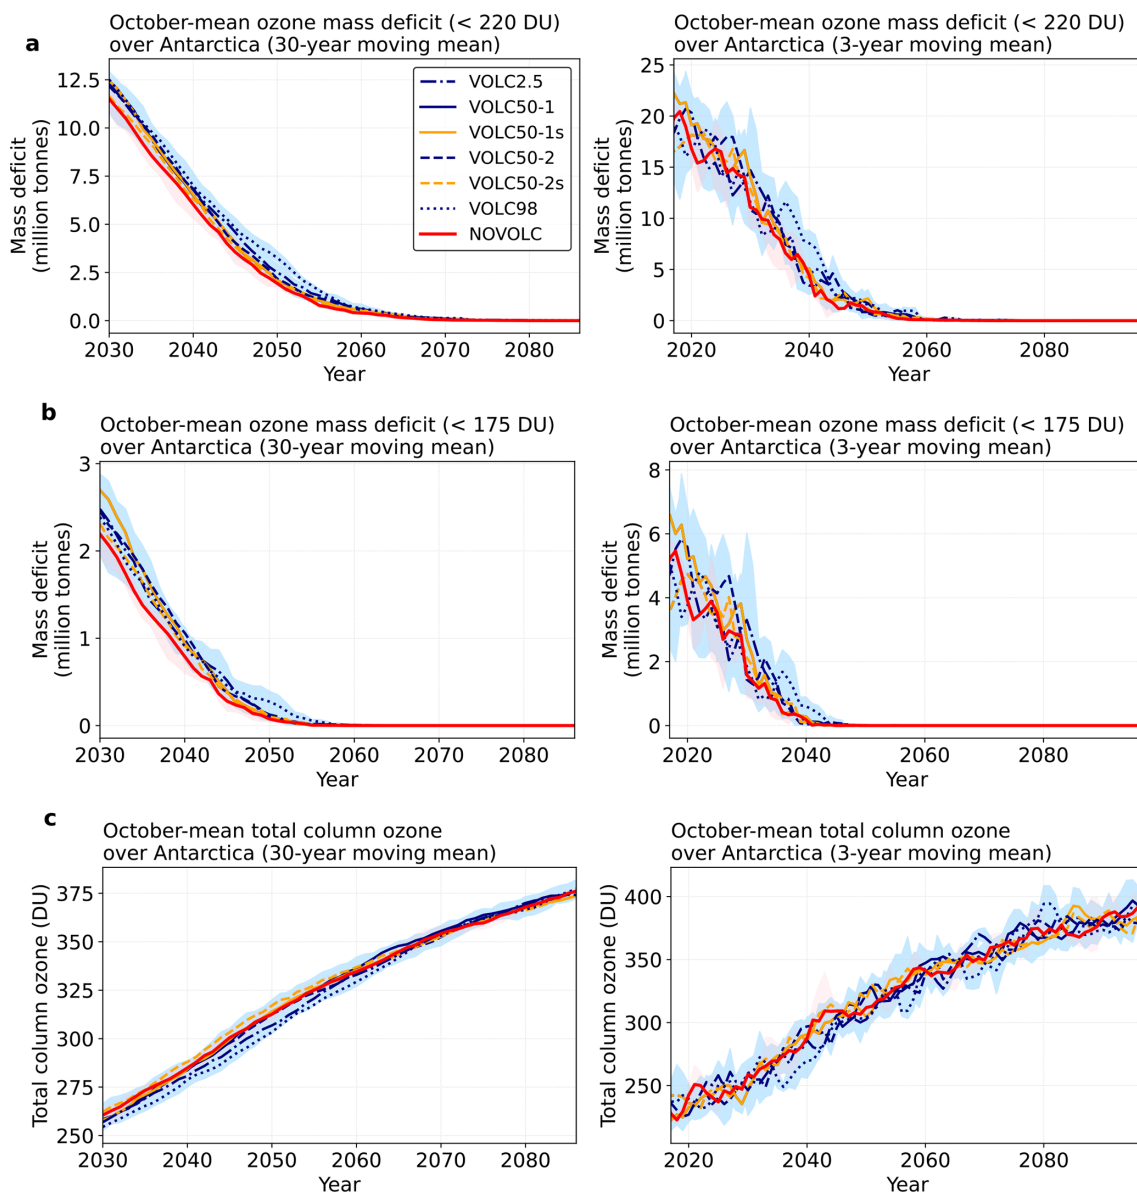 a
October-mean ozone mass deficit (< 220 DU)
over Antarctica (30-year moving mean)
Mass deficit
(million tonnes)
12.5
10.0
7.5
5.0
2.5
0.0
VOLC2.5
VOLC50-1
VOLC50-1s
VOLC50-2
VOLC50-2s
VOLC98
NOVOLC
2030 2040 2050 2060 2070 2080
Year
October-mean ozone mass deficit (< 220 DU)
over Antarctica (3-year moving mean)
Mass deficit
(million tonnes)
25
20
15
10
5
0
2020 2040 2060 2080
Year
b
October-mean ozone mass deficit (< 175 DU)
over Antarctica (30-year moving mean)
Mass deficit
(million tonnes)
3
2
1
0
2030 2040 2050 2060 2070 2080
Year
October-mean ozone mass deficit (< 175 DU)
over Antarctica (3-year moving mean)
Mass deficit
(million tonnes)
8
6
4
2
0
2020 2040 2060 2080
Year
c
October-mean total column ozone
over Antarctica (30-year moving mean)
Total column ozone (DU)
375
350
325
300
275
250
2030 2040 2050 2060 2070 2080
Year
October-mean total column ozone
over Antarctica (3-year moving mean)
Total column ozone (DU)
400
350
300
250
2020 2040 2060 2080
Year